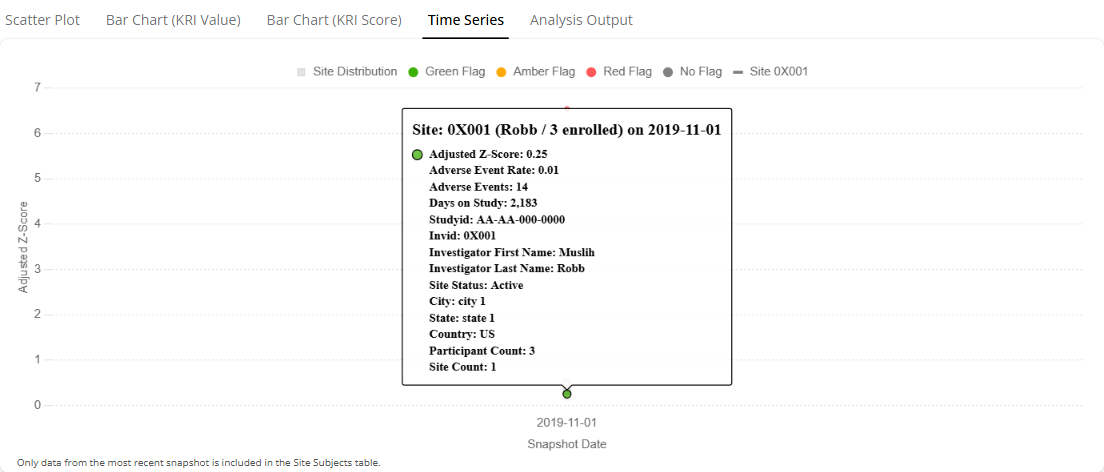 Scatter Plot Bar Chart (KRI Value) Bar Chart (KRI Score) Time Series Analysis Output
Site Distribution Green Flag Amber Flag Red Flag No Flag Site 0X001
7
6
5
4
3
2
1
0
Adjusted Z-Score
Site: 0X001 (Robb / 3 enrolled) on 2019-11-01
Adjusted Z-Score: 0.25
Adverse Event Rate: 0.01
Adverse Events: 14
Days on Study: 2,183
Studyid: AA-AA-000-0000
Invid: 0X001
Investigator First Name: Muslih
Investigator Last Name: Robb
Site Status: Active
City: city 1
State: state 1
Country: US
Participant Count: 3
Site Count: 1
2019-11-01
Snapshot Date
Only data from the most recent snapshot is included in the Site Subjects table.